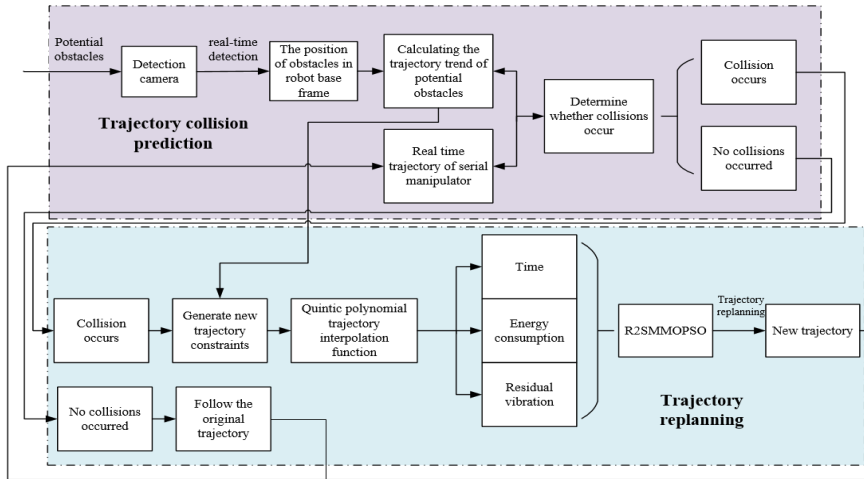 Potential
obstacles
Detection
camera
real-time
detection
The position of
obstacles in
robot base
frame
Calculating the
trajectory trend of
potential
obstacles
Determine
whether collisions
occur
Collision
occurs
No collisions
occurred
Trajectory collision
prediction
Real time
trajectory of serial
manipulator
Collision
occurs
Generate new
trajectory
constraints
Quintic polynomial
trajectory
interpolation
function
Time
Energy
consumption
Residual
vibration
R2SMMOPSO
Trajectory
replanning
New trajectory
No collisions
occurred
Follow the
original
trajectory
Trajectory
replanning